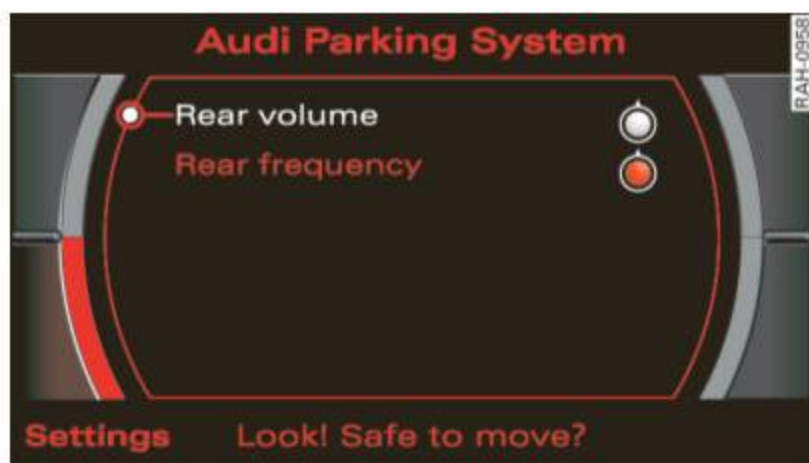 Audi Parking System
RAH-0958
Rear volume
Rear frequency
Settings Look! Safe to move?